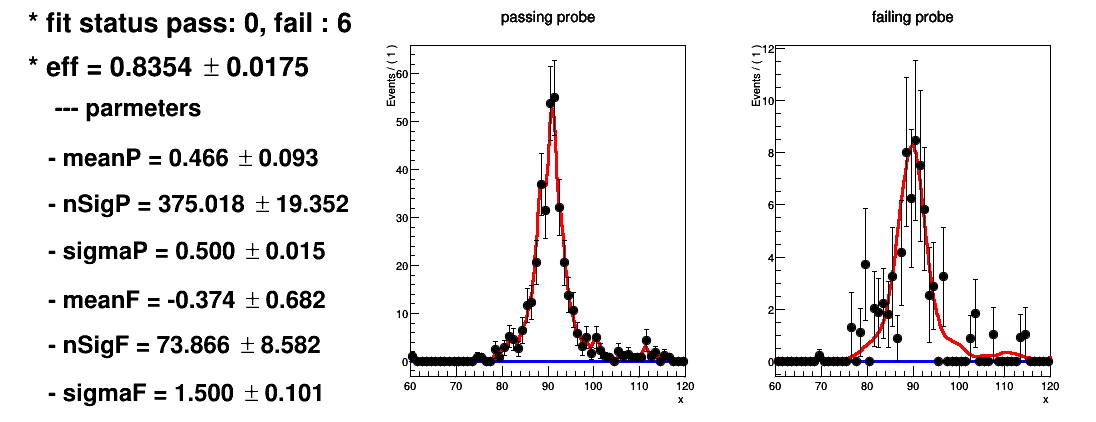 * fit status pass: 0, fail : 6
* eff = 0.8354 ± 0.0175
--- parmeters
- meanP = 0.466 ± 0.093
- nSigP = 375.018 ± 19.352
- sigmaP = 0.500 ± 0.015
- meanF = -0.374 ± 0.682
- nSigF = 73.866 ± 8.582
- sigmaF = 1.500 ± 0.101
passing probe
Events / ( 1 )
60
50
40
30
20
10
0
60 70 80 90 100 110 120
x
failing probe
Events / ( 1 )
12
10
8
6
4
2
0
60 70 80 90 100 110 120
x